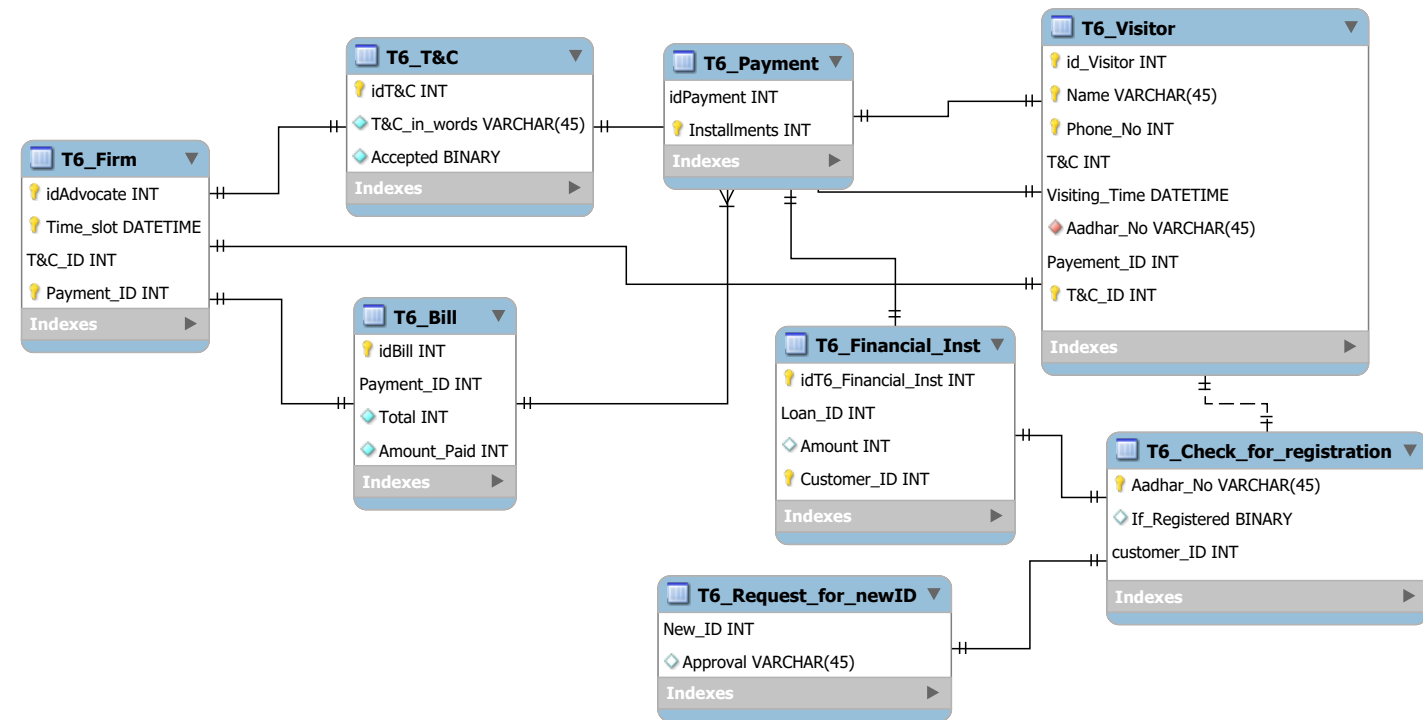 T6_Firm
idAdvocate INT
Time_slot DATETIME
T&C_ID INT
Payment_ID INT
Indexes
T6_T&C
idT&C INT
T&C_in_words VARCHAR(45)
Accepted BINARY
Indexes
T6_Payment
idPayment INT
Installments INT
Indexes
T6_Visitor
id_Visitor INT
Name VARCHAR(45)
Phone_No INT
T&C INT
Visiting_Time DATETIME
Aadhar_No VARCHAR(45)
Payement_ID INT
T&C_ID INT
Indexes
T6_Bill
idBill INT
Payment_ID INT
Total INT
Amount_Paid INT
Indexes
T6_Financial_Inst
idT6_Financial_Inst INT
Loan_ID INT
Amount INT
Customer_ID INT
Indexes
T6_Check_for_registration
Aadhar_No VARCHAR(45)
If_Registered BINARY
customer_ID INT
Indexes
T6_Request_for_newID
New_ID INT
Approval VARCHAR(45)
Indexes